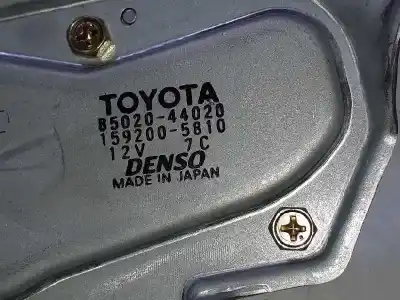 TOYOTA
85020-44020
159200-5810
12V 7C
DENSO
MADE IN JAPAN